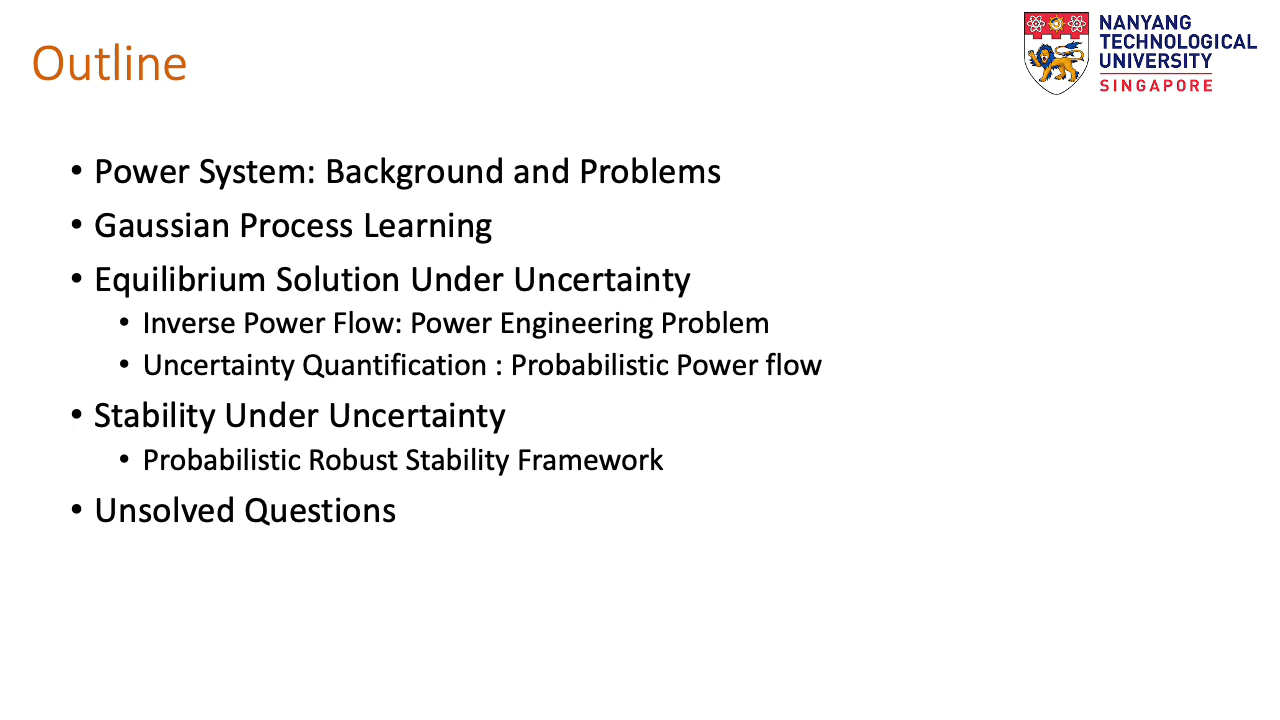 Outline
NANYANG
TECHNOLOGICAL
UNIVERSITY
SINGAPORE
• Power System: Background and Problems
• Gaussian Process Learning
• Equilibrium Solution Under Uncertainty
• Inverse Power Flow: Power Engineering Problem
• Uncertainty Quantification : Probabilistic Power flow
• Stability Under Uncertainty
• Probabilistic Robust Stability Framework
• Unsolved Questions